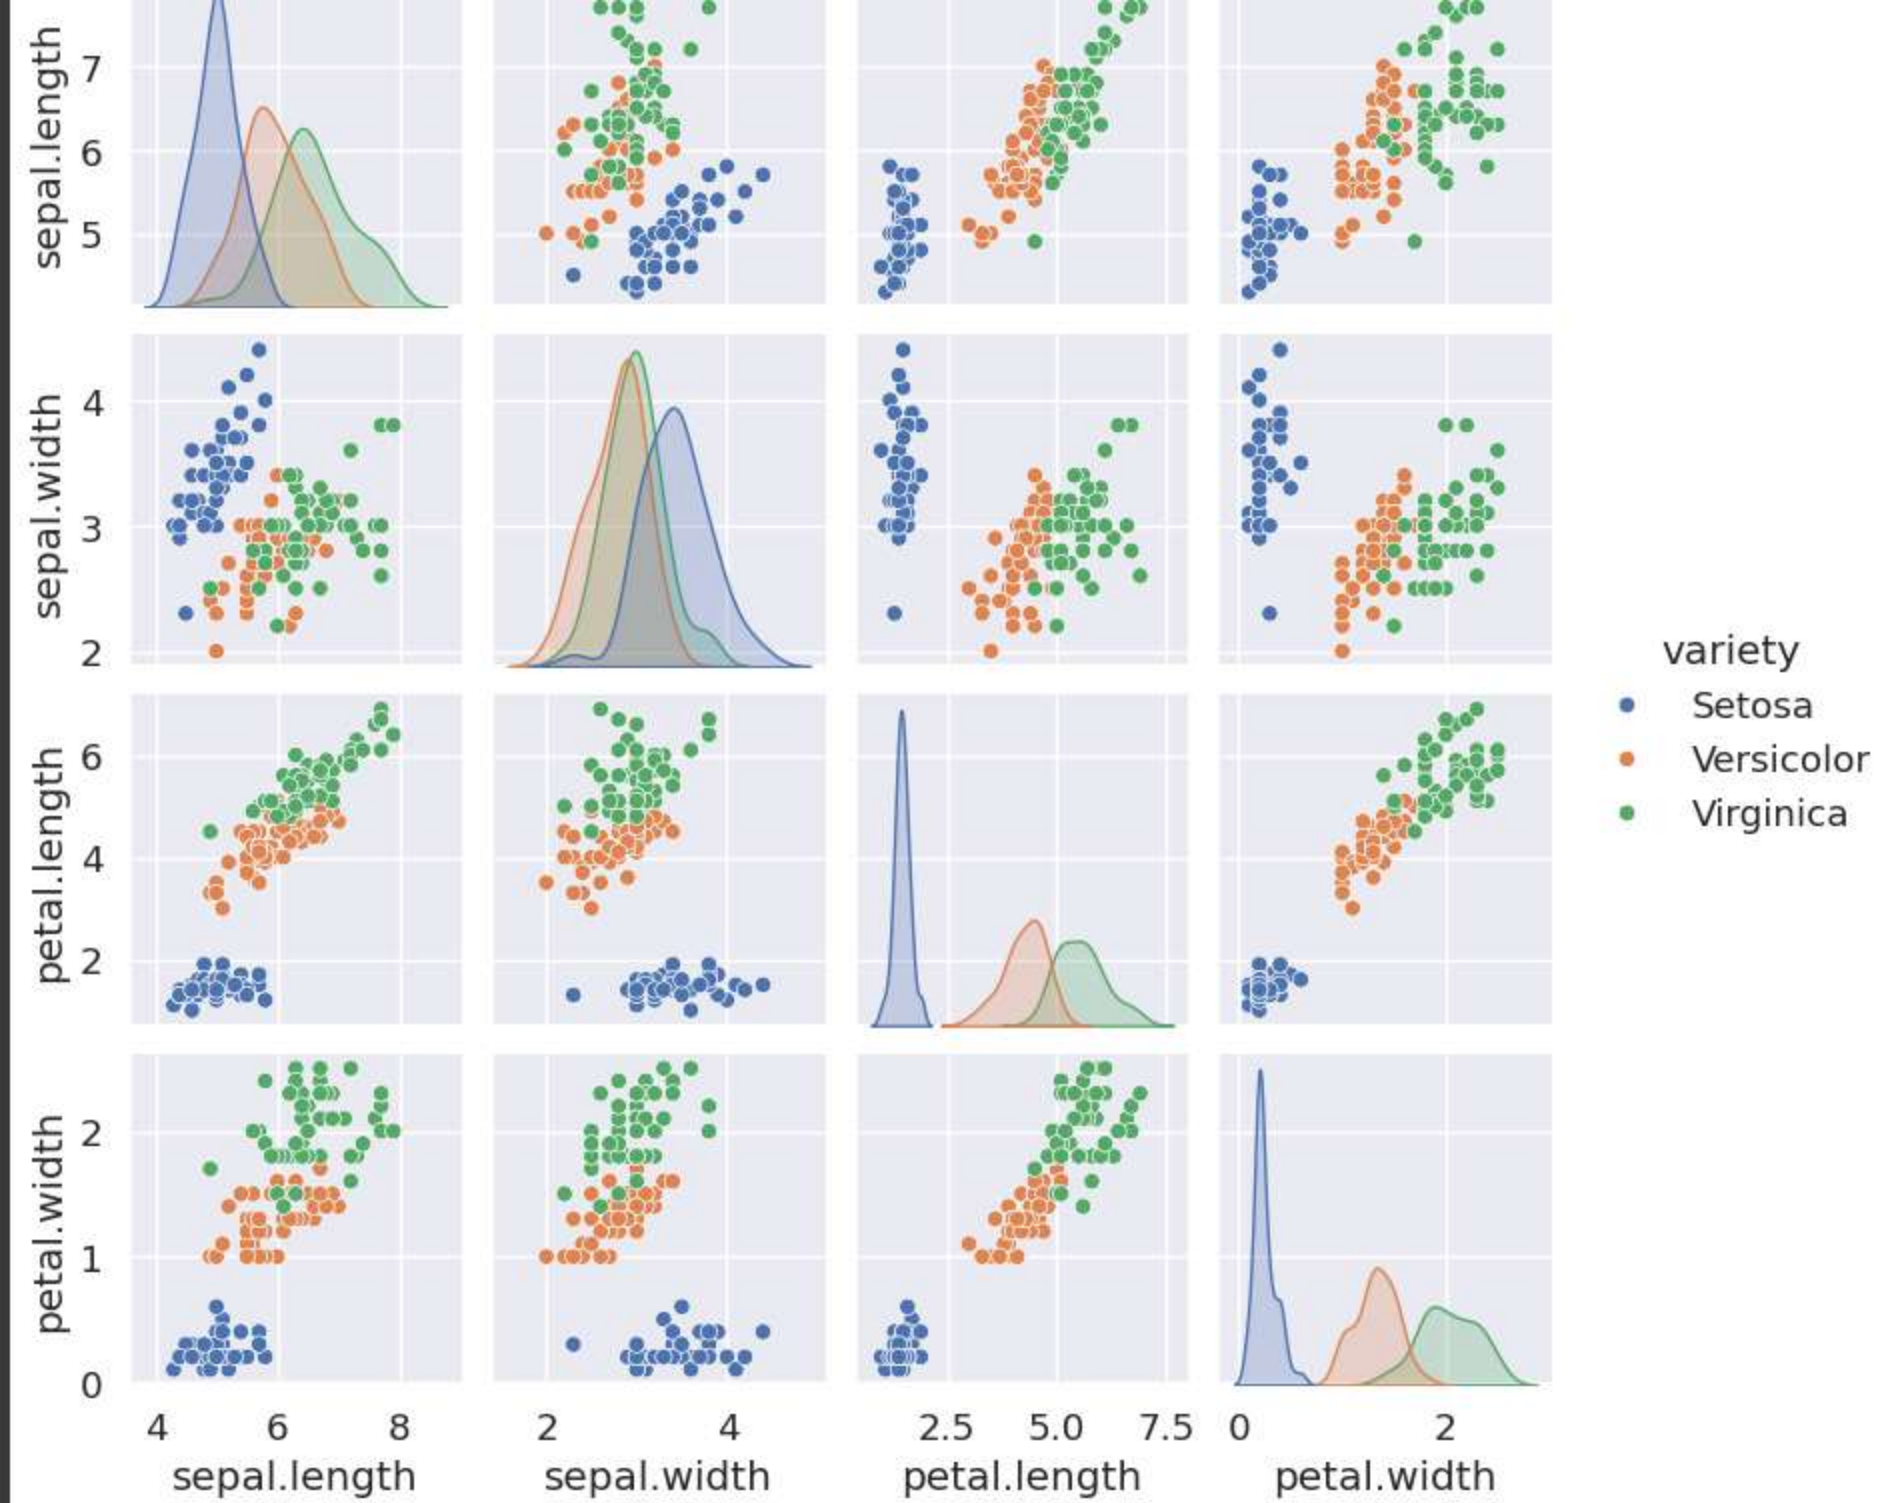 sepal.length
7
6
5
sepal.width
4
3
2
variety
Setosa
Versicolor
Virginica
petal.length
6
4
2
petal.width
2
1
0
4 6 8 2 4 2.5 5.0 7.5 0 2
sepal.length sepal.width petal.length petal.width